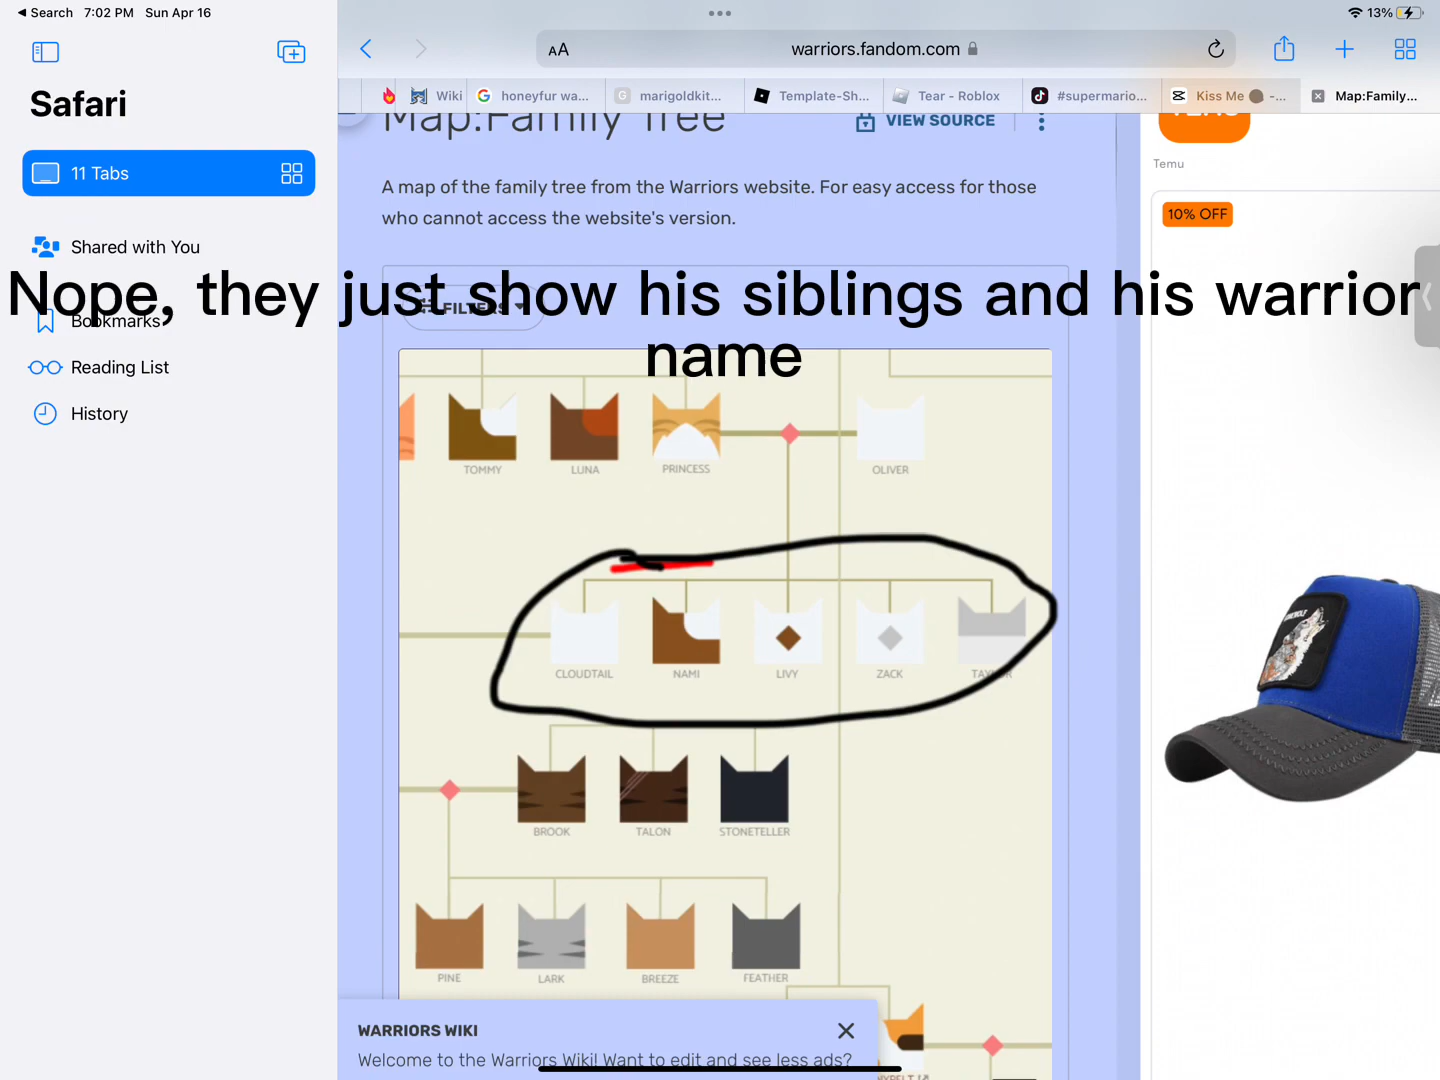 Search 7:02 PM Sun Apr 16
13%
Safari
11 Tabs
Shared with You
Bookmarks
Reading List
History
AA warriors.fandom.com
Wiki
honeyfur wa...
marigoldkit...
Template-Sh...
Tear - Roblox
#supermario...
Kiss Me -...
Map:Family...
Map:Family Tree
VIEW SOURCE
A map of the family tree from the Warriors website. For easy access for those
who cannot access the website's version.
Nope, they just show his siblings and his warrior
name
FILTERS
TOMMY LUNA PRINCESS OLIVER
CLOUDTAIL NAMI LIVY ZACK TAYLOR
BROOK TALON STONETELLER
PINE LARK BREEZE FEATHER
WARRIORS WIKI
Welcome to the Warriors Wiki! Want to edit and see less ads?
Temu
10% OFF